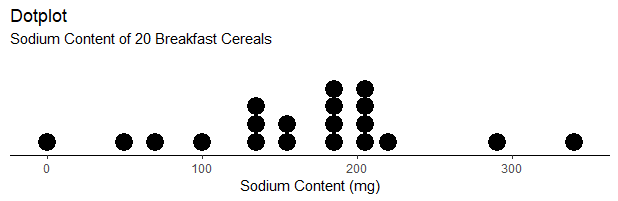 Dotplot
Sodium Content of 20 Breakfast Cereals
0 100 200 300
Sodium Content (mg)